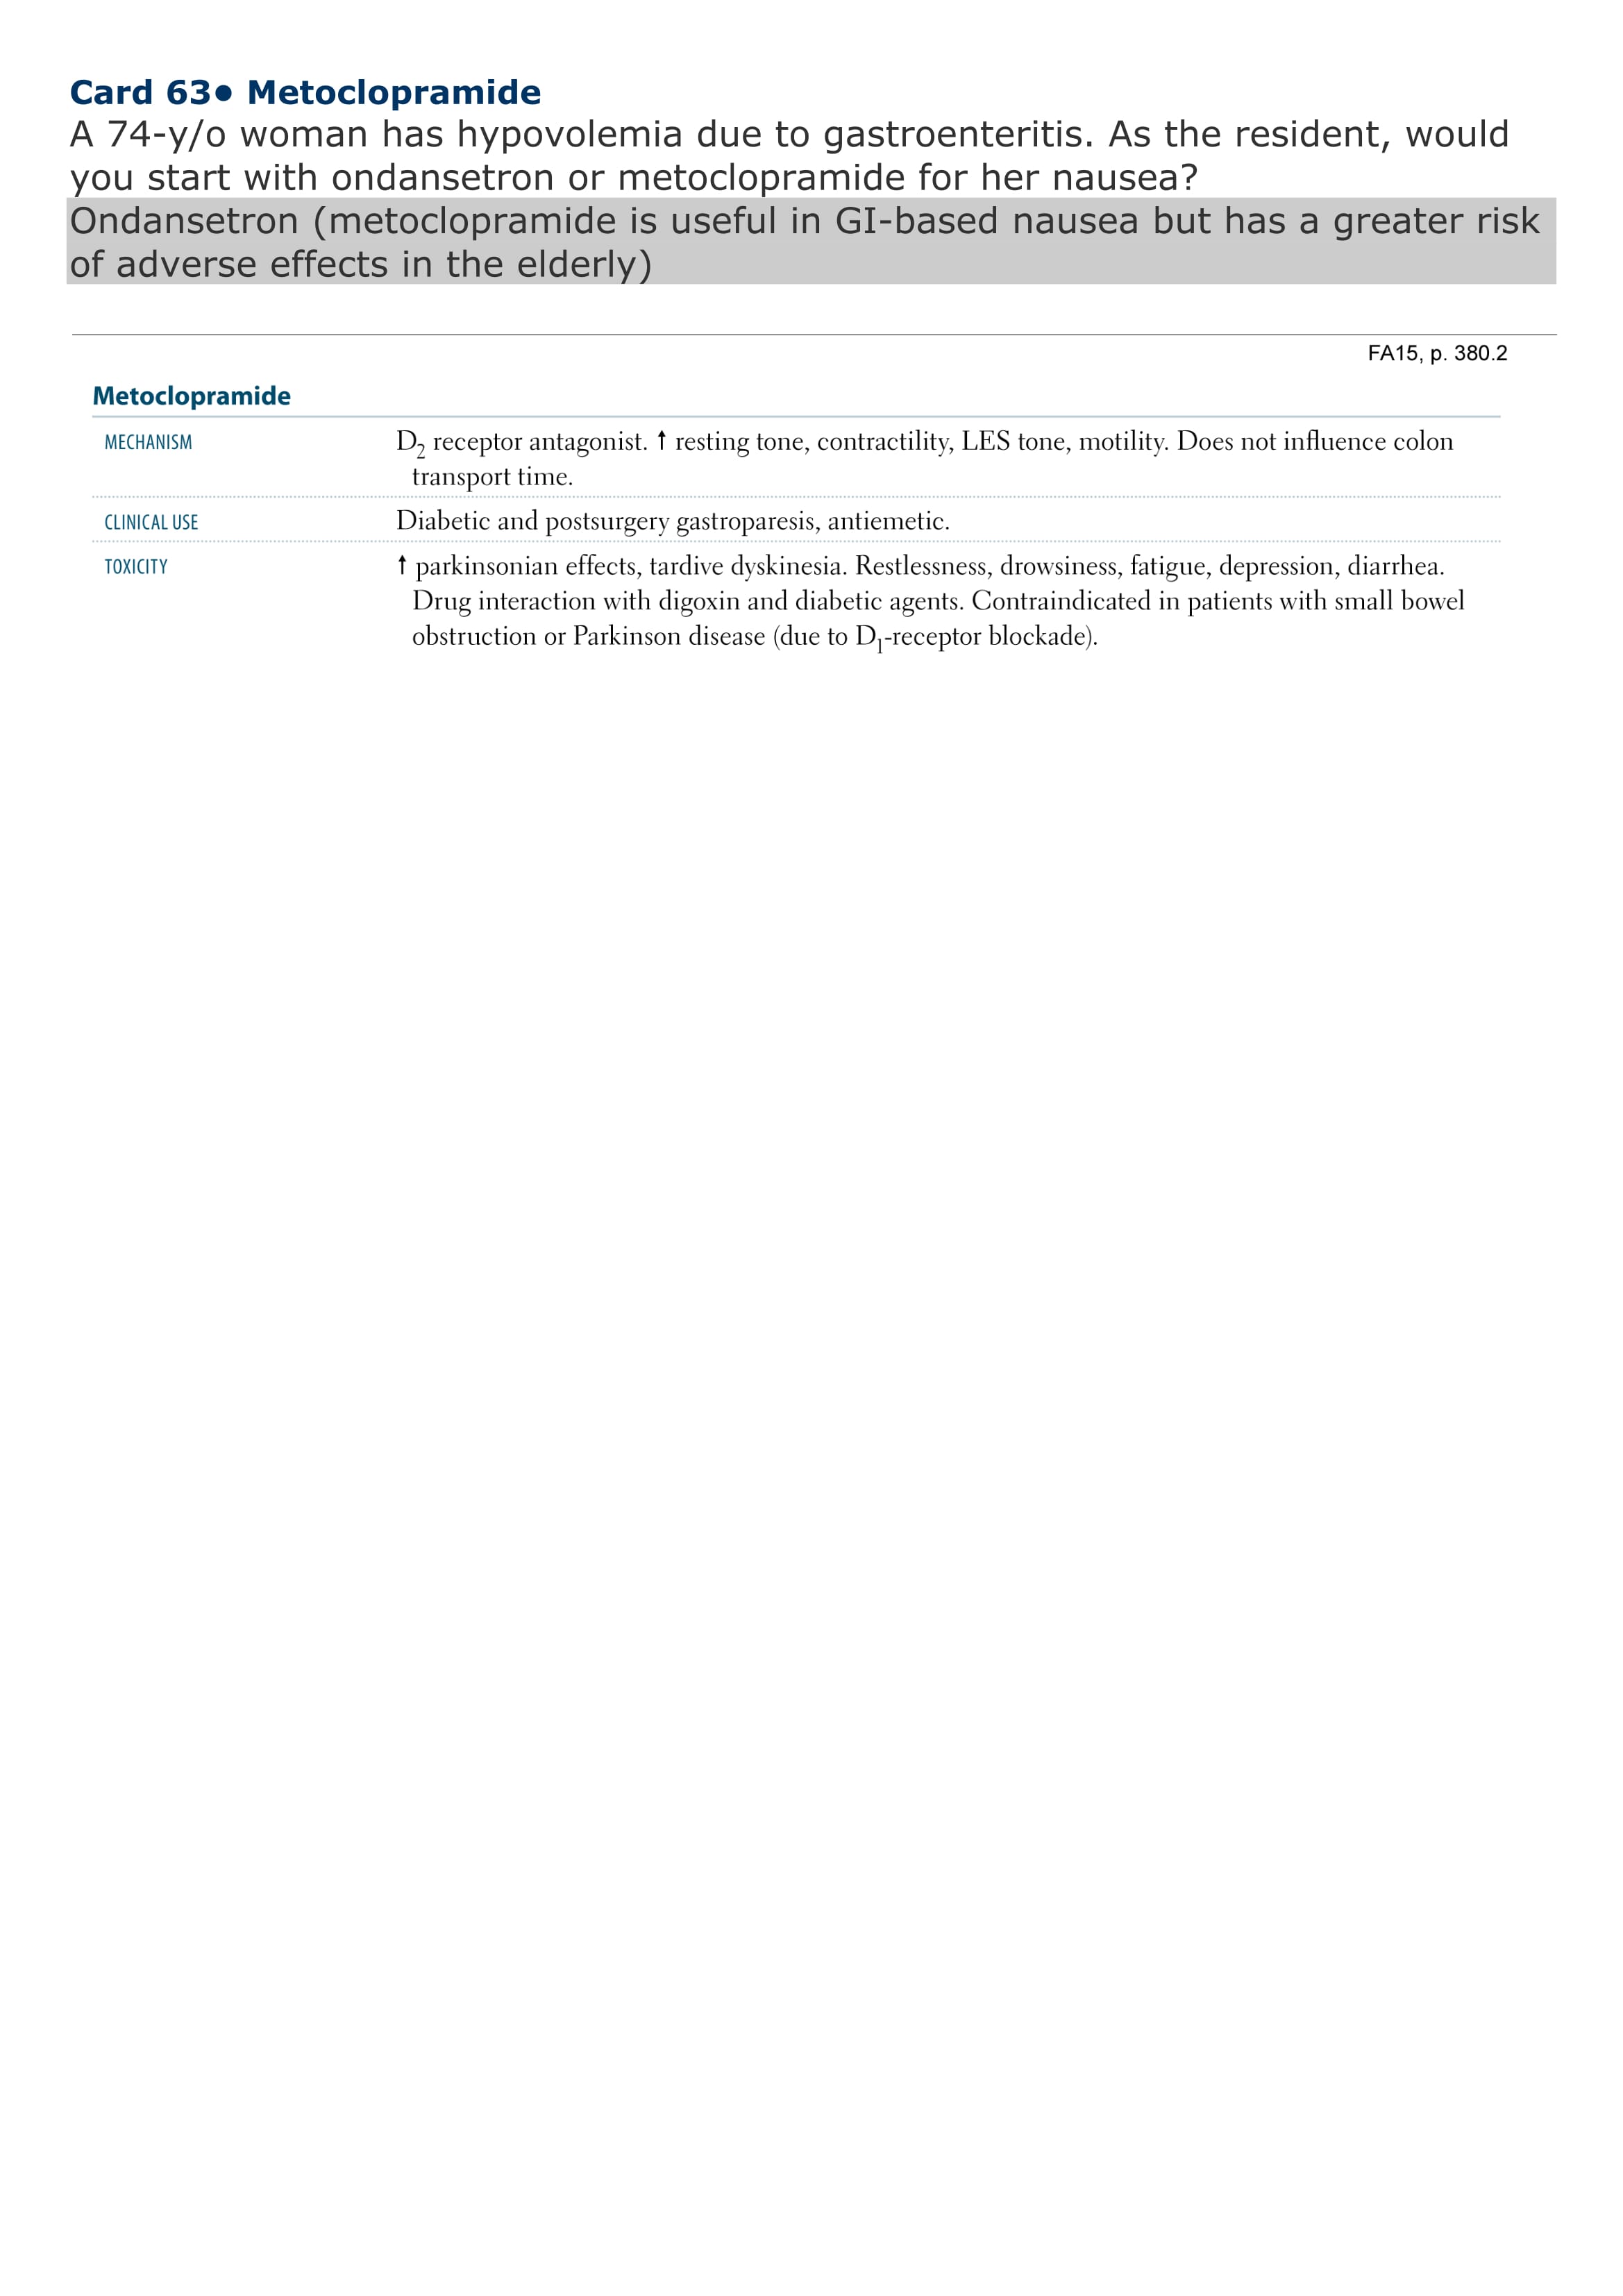 Card 63• Metoclopramide
A 74-y/o woman has hypovolemia due to gastroenteritis. As the resident, would
you start with ondansetron or metoclopramide for her nausea?
Ondansetron (metoclopramide is useful in GI-based nausea but has a greater risk
of adverse effects in the elderly)
FA15, p. 380.2
Metoclopramide
MECHANISM
D₂ receptor antagonist. ↑ resting tone, contractility, LES tone, motility. Does not influence colon
transport time.
CLINICAL USE
Diabetic and postsurgery gastroparesis, antiemetic.
TOXICITY
↑ parkinsonian effects, tardive dyskinesia. Restlessness, drowsiness, fatigue, depression, diarrhea.
Drug interaction with digoxin and diabetic agents. Contraindicated in patients with small bowel
obstruction or Parkinson disease (due to D₁-receptor blockade).